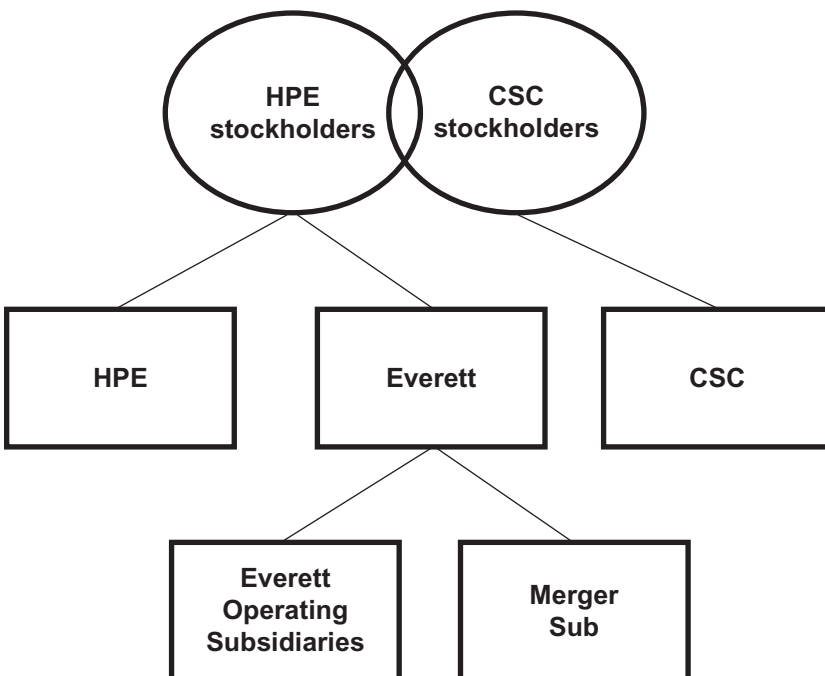 HPE
stockholders
CSC
stockholders
HPE
Everett
CSC
Everett
Operating
Subsidiaries
Merger
Sub